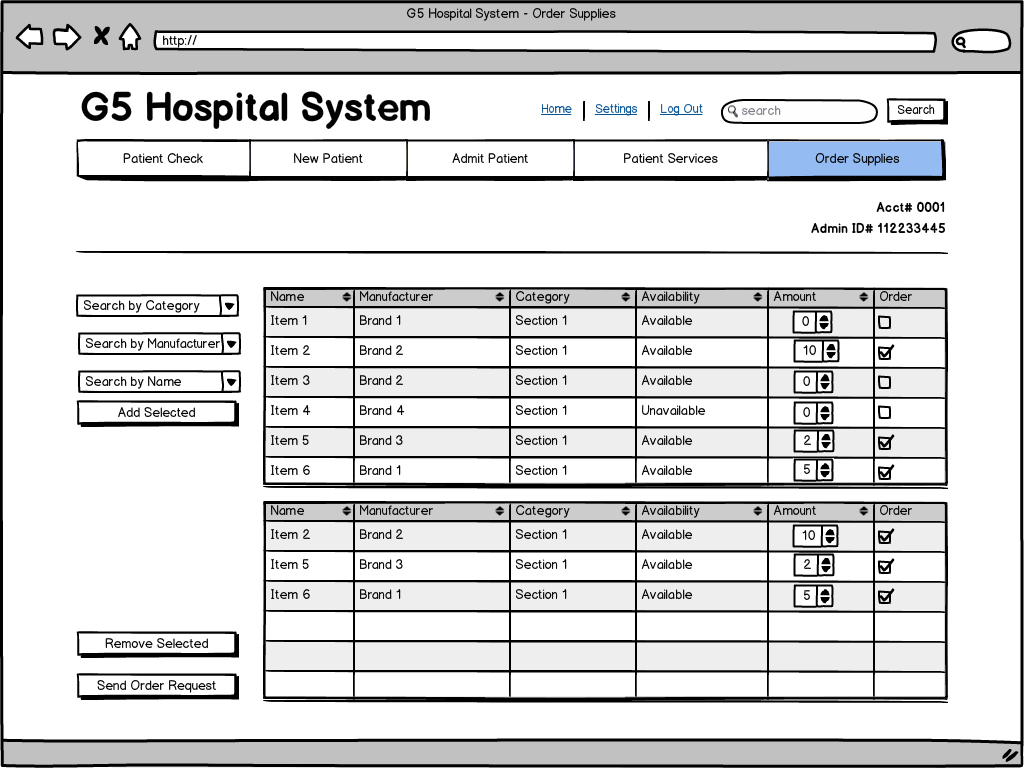 G5 Hospital System - Order Supplies
http://
G5 Hospital System
Home Settings Log Out search Search
Patient Check New Patient Admit Patient Patient Services Order Supplies
Acct# 0001
Admin ID# 112233445
Search by Category
Search by Manufacturer
Search by Name
Add Selected
Name Manufacturer Category Availability Amount Order
Item 1 Brand 1 Section 1 Available 0
Item 2 Brand 2 Section 1 Available 10
Item 3 Brand 2 Section 1 Available 0
Item 4 Brand 4 Section 1 Unavailable 0
Item 5 Brand 3 Section 1 Available 2
Item 6 Brand 1 Section 1 Available 5
Name Manufacturer Category Availability Amount Order
Item 2 Brand 2 Section 1 Available 10
Item 5 Brand 3 Section 1 Available 2
Item 6 Brand 1 Section 1 Available 5
Remove Selected
Send Order Request